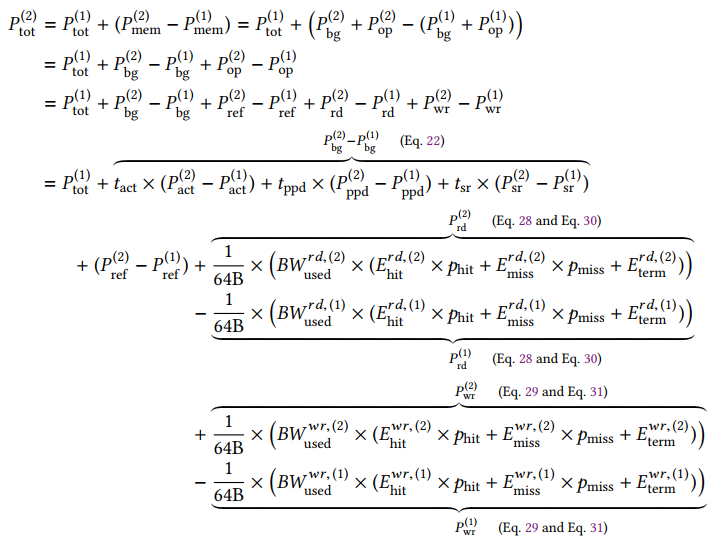 P_tot^(2) = P_tot^(1) + (P_mem^(2) − P_mem^(1)) = P_tot^(1) + (P_bg^(2) + P_op^(2) − (P_bg^(1) + P_op^(1)))
= P_tot^(1) + P_bg^(2) − P_bg^(1) + P_op^(2) − P_op^(1)
= P_tot^(1) + P_bg^(2) − P_bg^(1) + P_ref^(2) − P_ref^(1) + P_rd^(2) − P_rd^(1) + P_wr^(2) − P_wr^(1)
P_bg^(2)−P_bg^(1) (Eq. 22)
= P_tot^(1) + t_act × (P_act^(2) − P_act^(1)) + t_ppd × (P_ppd^(2) − P_ppd^(1)) + t_sr × (P_sr^(2) − P_sr^(1))
P_rd^(2) (Eq. 28 and Eq. 30)
+ (P_ref^(2) − P_ref^(1)) + 1/64B × (BW_used^rd,(2) × (E_hit^rd,(2) × p_hit + E_miss^rd,(2) × p_miss + E_term^rd,(2)))
− 1/64B × (BW_used^rd,(1) × (E_hit^rd,(1) × p_hit + E_miss^rd,(1) × p_miss + E_term^rd,(1)))
P_rd^(1) (Eq. 28 and Eq. 30)
P_wr^(2) (Eq. 29 and Eq. 31)
+ 1/64B × (BW_used^wr,(2) × (E_hit^wr,(2) × p_hit + E_miss^wr,(2) × p_miss + E_term^wr,(2)))
− 1/64B × (BW_used^wr,(1) × (E_hit^wr,(1) × p_hit + E_miss^wr,(1) × p_miss + E_term^wr,(1)))
P_wr^(1) (Eq. 29 and Eq. 31)